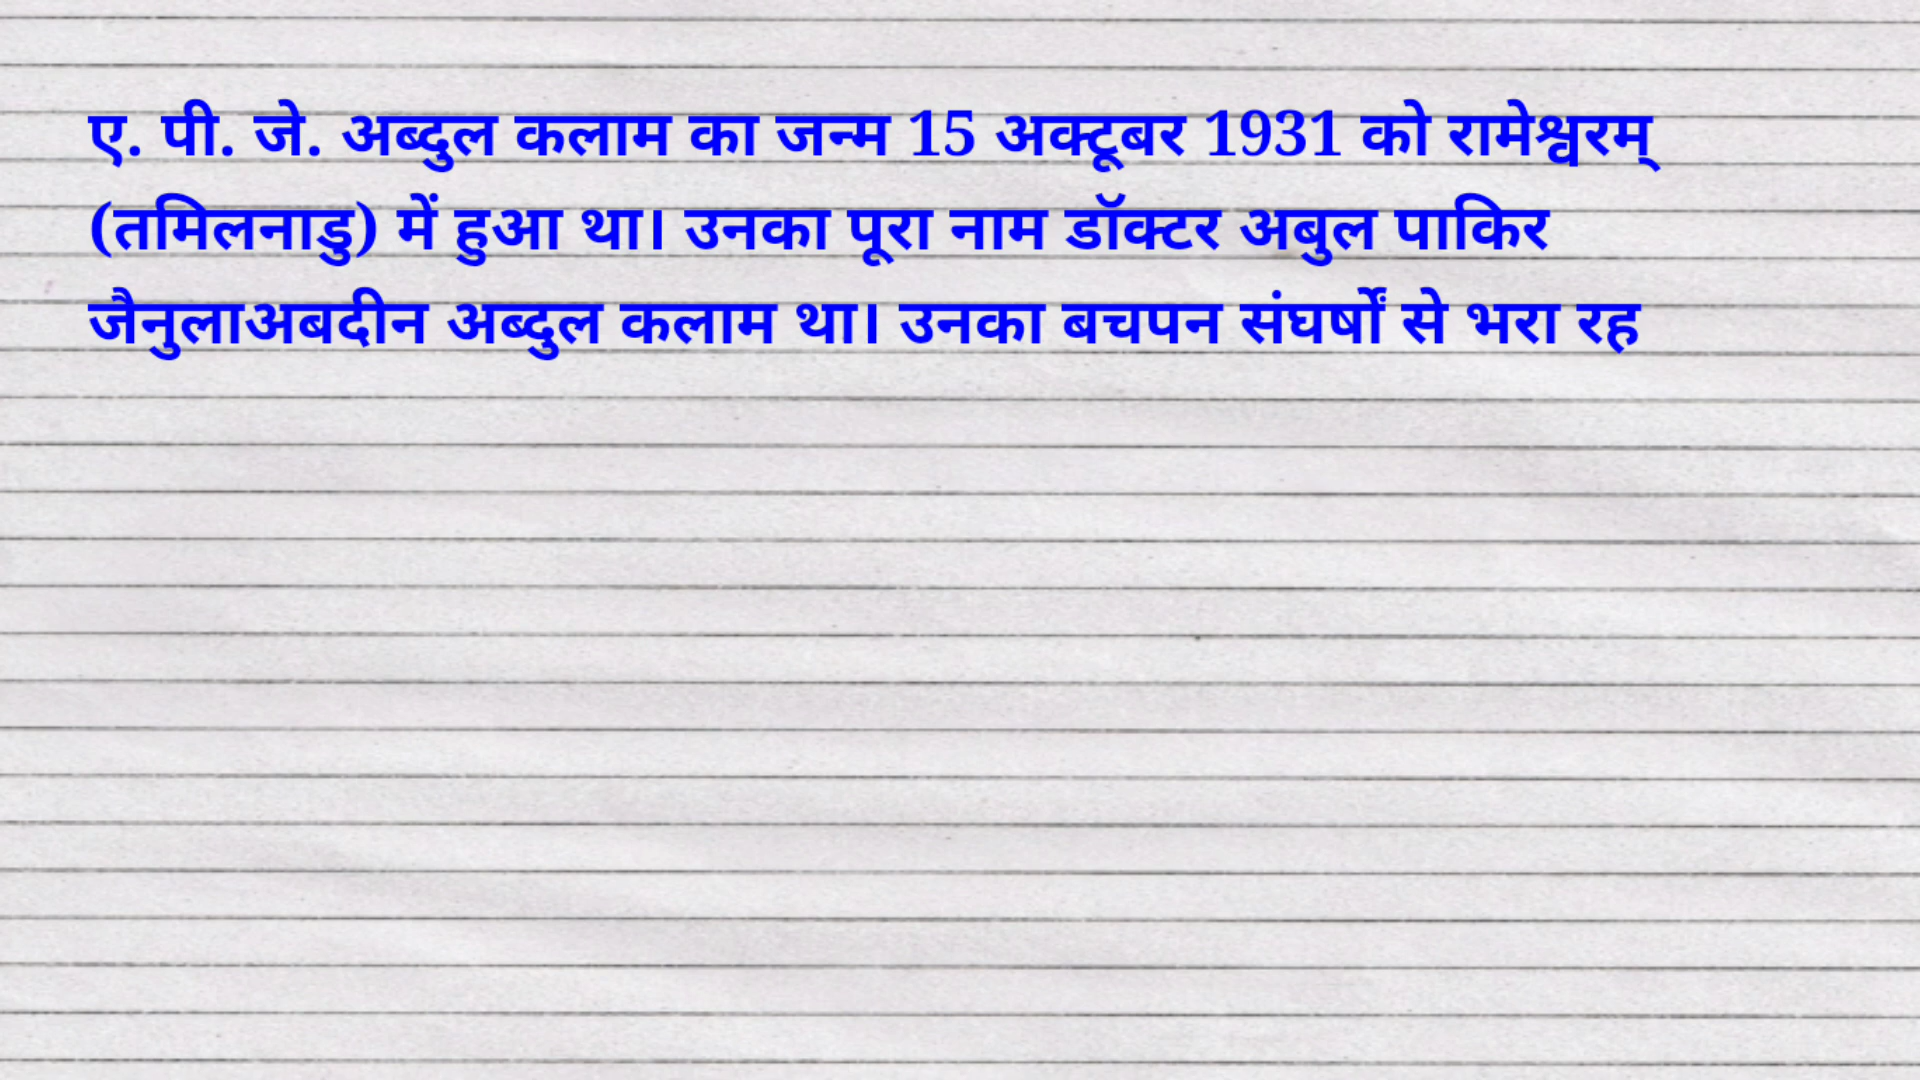 ए. पी. जे. अब्दुल कलाम का जन्म 15 अक्टूबर 1931 को रामेश्वरम्
(तमिलनाडु) में हुआ था। उनका पूरा नाम डॉक्टर अबुल पाकिर
जैनुलाअबदीन अब्दुल कलाम था। उनका बचपन संघर्षों से भरा रह